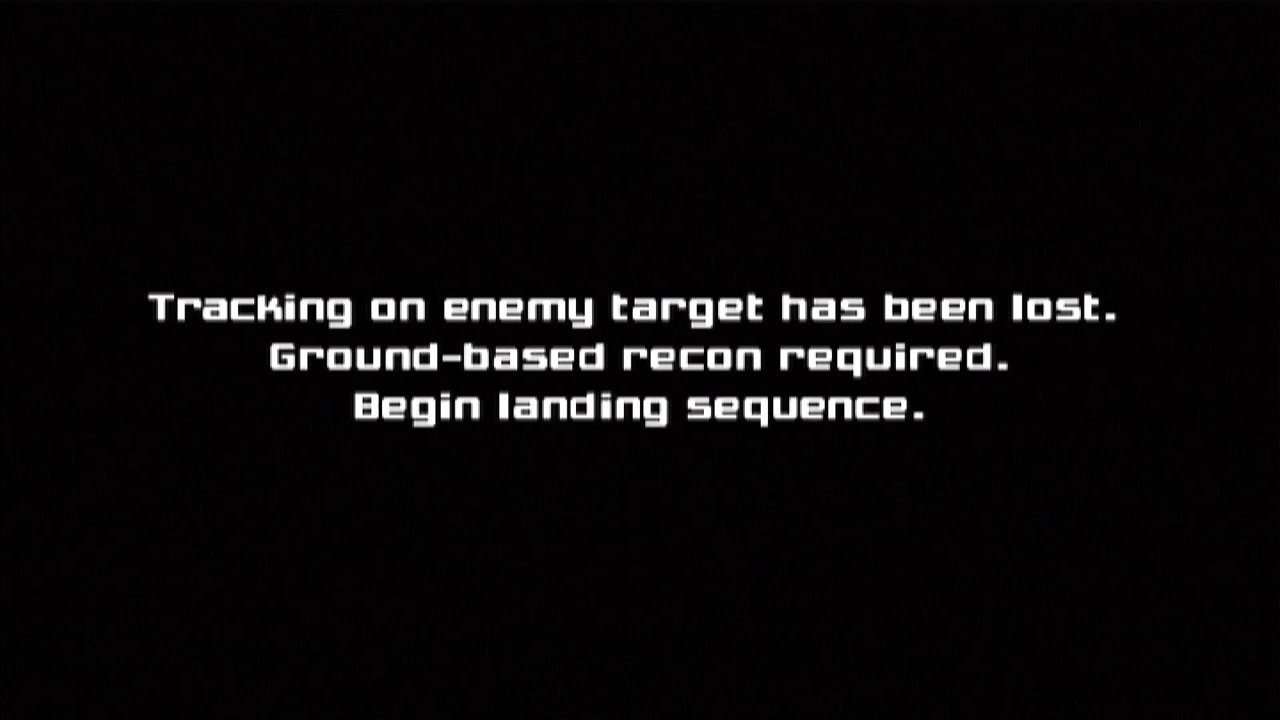 Tracking on enemy target has been lost.
Ground-based recon required.
Begin landing sequence.